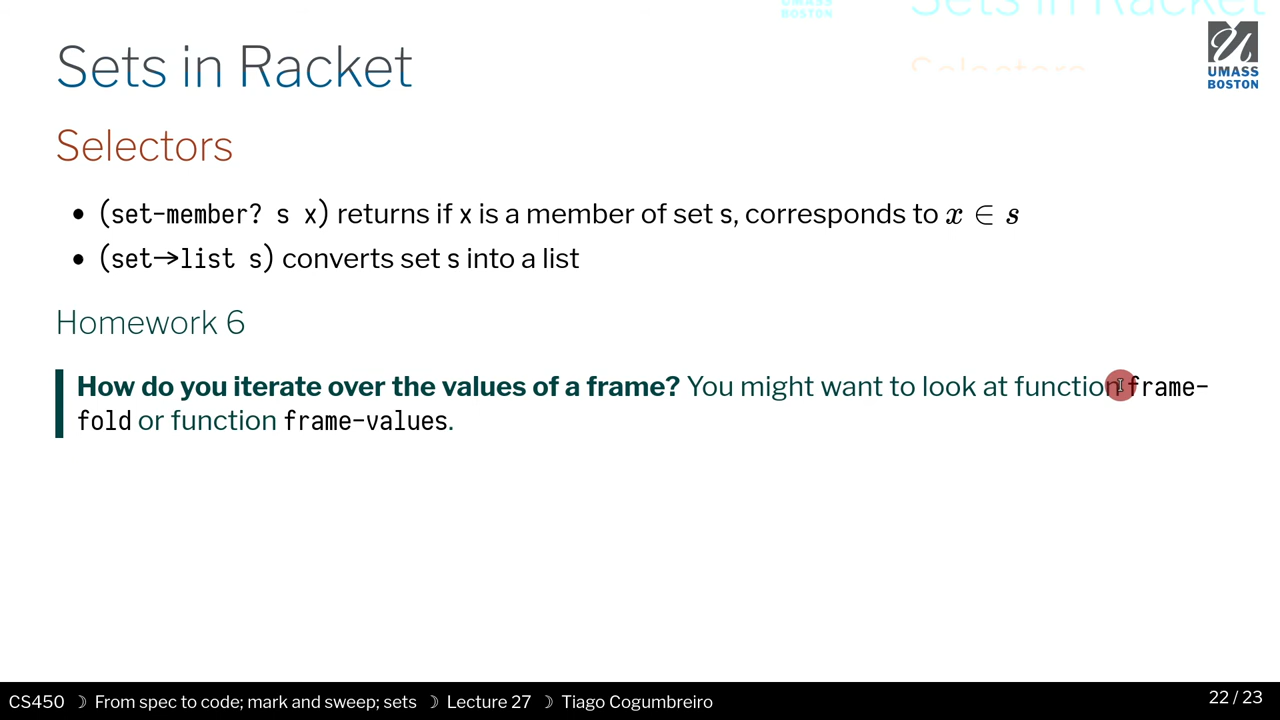 UMASS
BOSTON
Sets in Racket
Selectors
Sets in Racket
UMASS
BOSTON
Selectors
• (set-member? s x) returns if x is a member of set s, corresponds to x ∈ s
• (set→list s) converts set s into a list
Homework 6
How do you iterate over the values of a frame? You might want to look at function frame-
fold or function frame-values.
CS450 ☽ From spec to code; mark and sweep; sets ☽ Lecture 27 ☽ Tiago Cogumbreiro
22 / 23